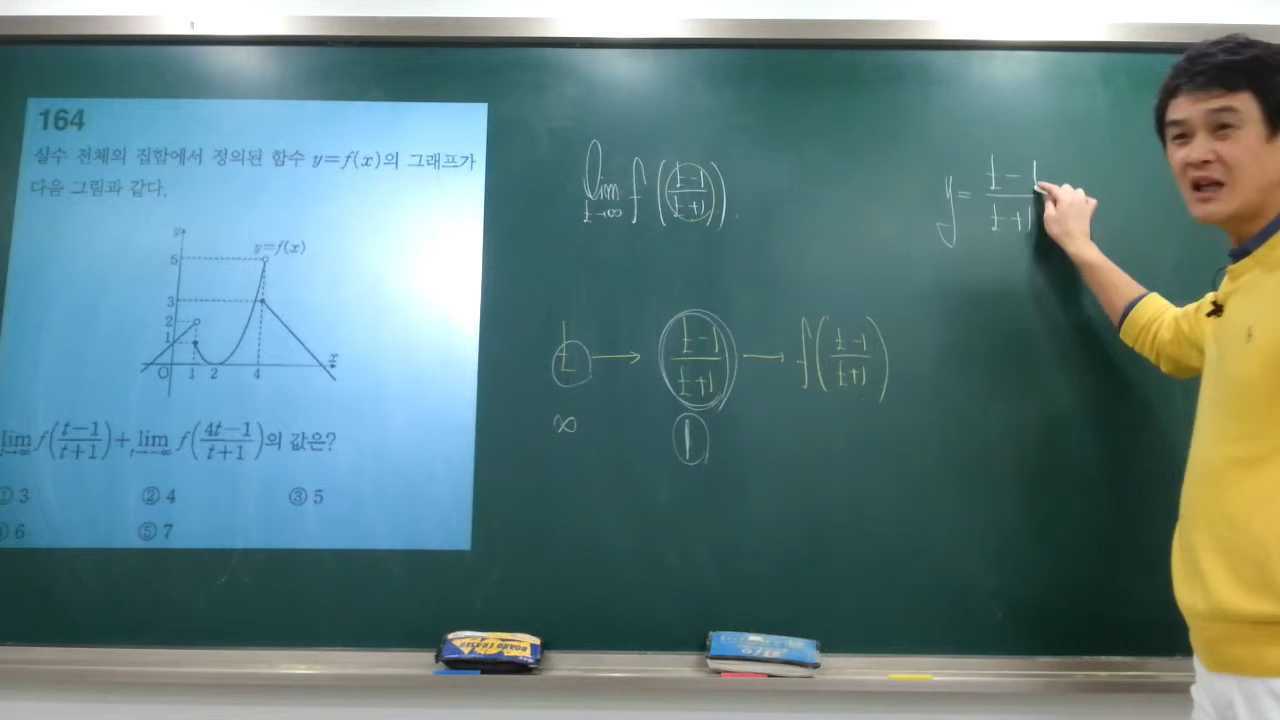 164
실수 전체의 집합에서 정의된 함수 y=f(x)의 그래프가
다음 그림과 같다.
y
y=f(x)
5
3
2
1
O 1 2 4 x
lim f((t-1)/(t+1)) + lim t→-∞ f((4t-1)/(t+1))의 값은?
① 3 ② 4 ③ 5
④ 6 ⑤ 7
lim t→∞ f((t-1)/(t+1))
y = (t-1)/(t+1)
t → (t-1)/(t+1) → f((t-1)/(t+1))
∞ 1
BOARD ERASER